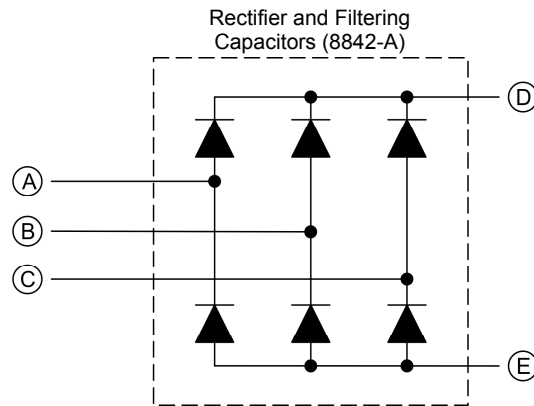 Rectifier and Filtering
Capacitors (8842-A)
D
A
B
C
E